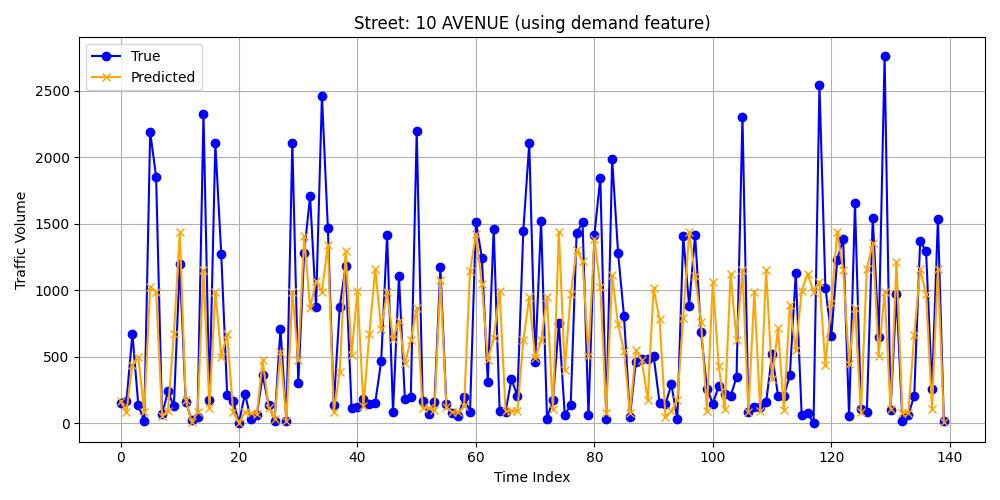 Street: 10 AVENUE (using demand feature)
True
Predicted
Traffic Volume
2500
2000
1500
1000
500
0
0 20 40 60 80 100 120 140
Time Index